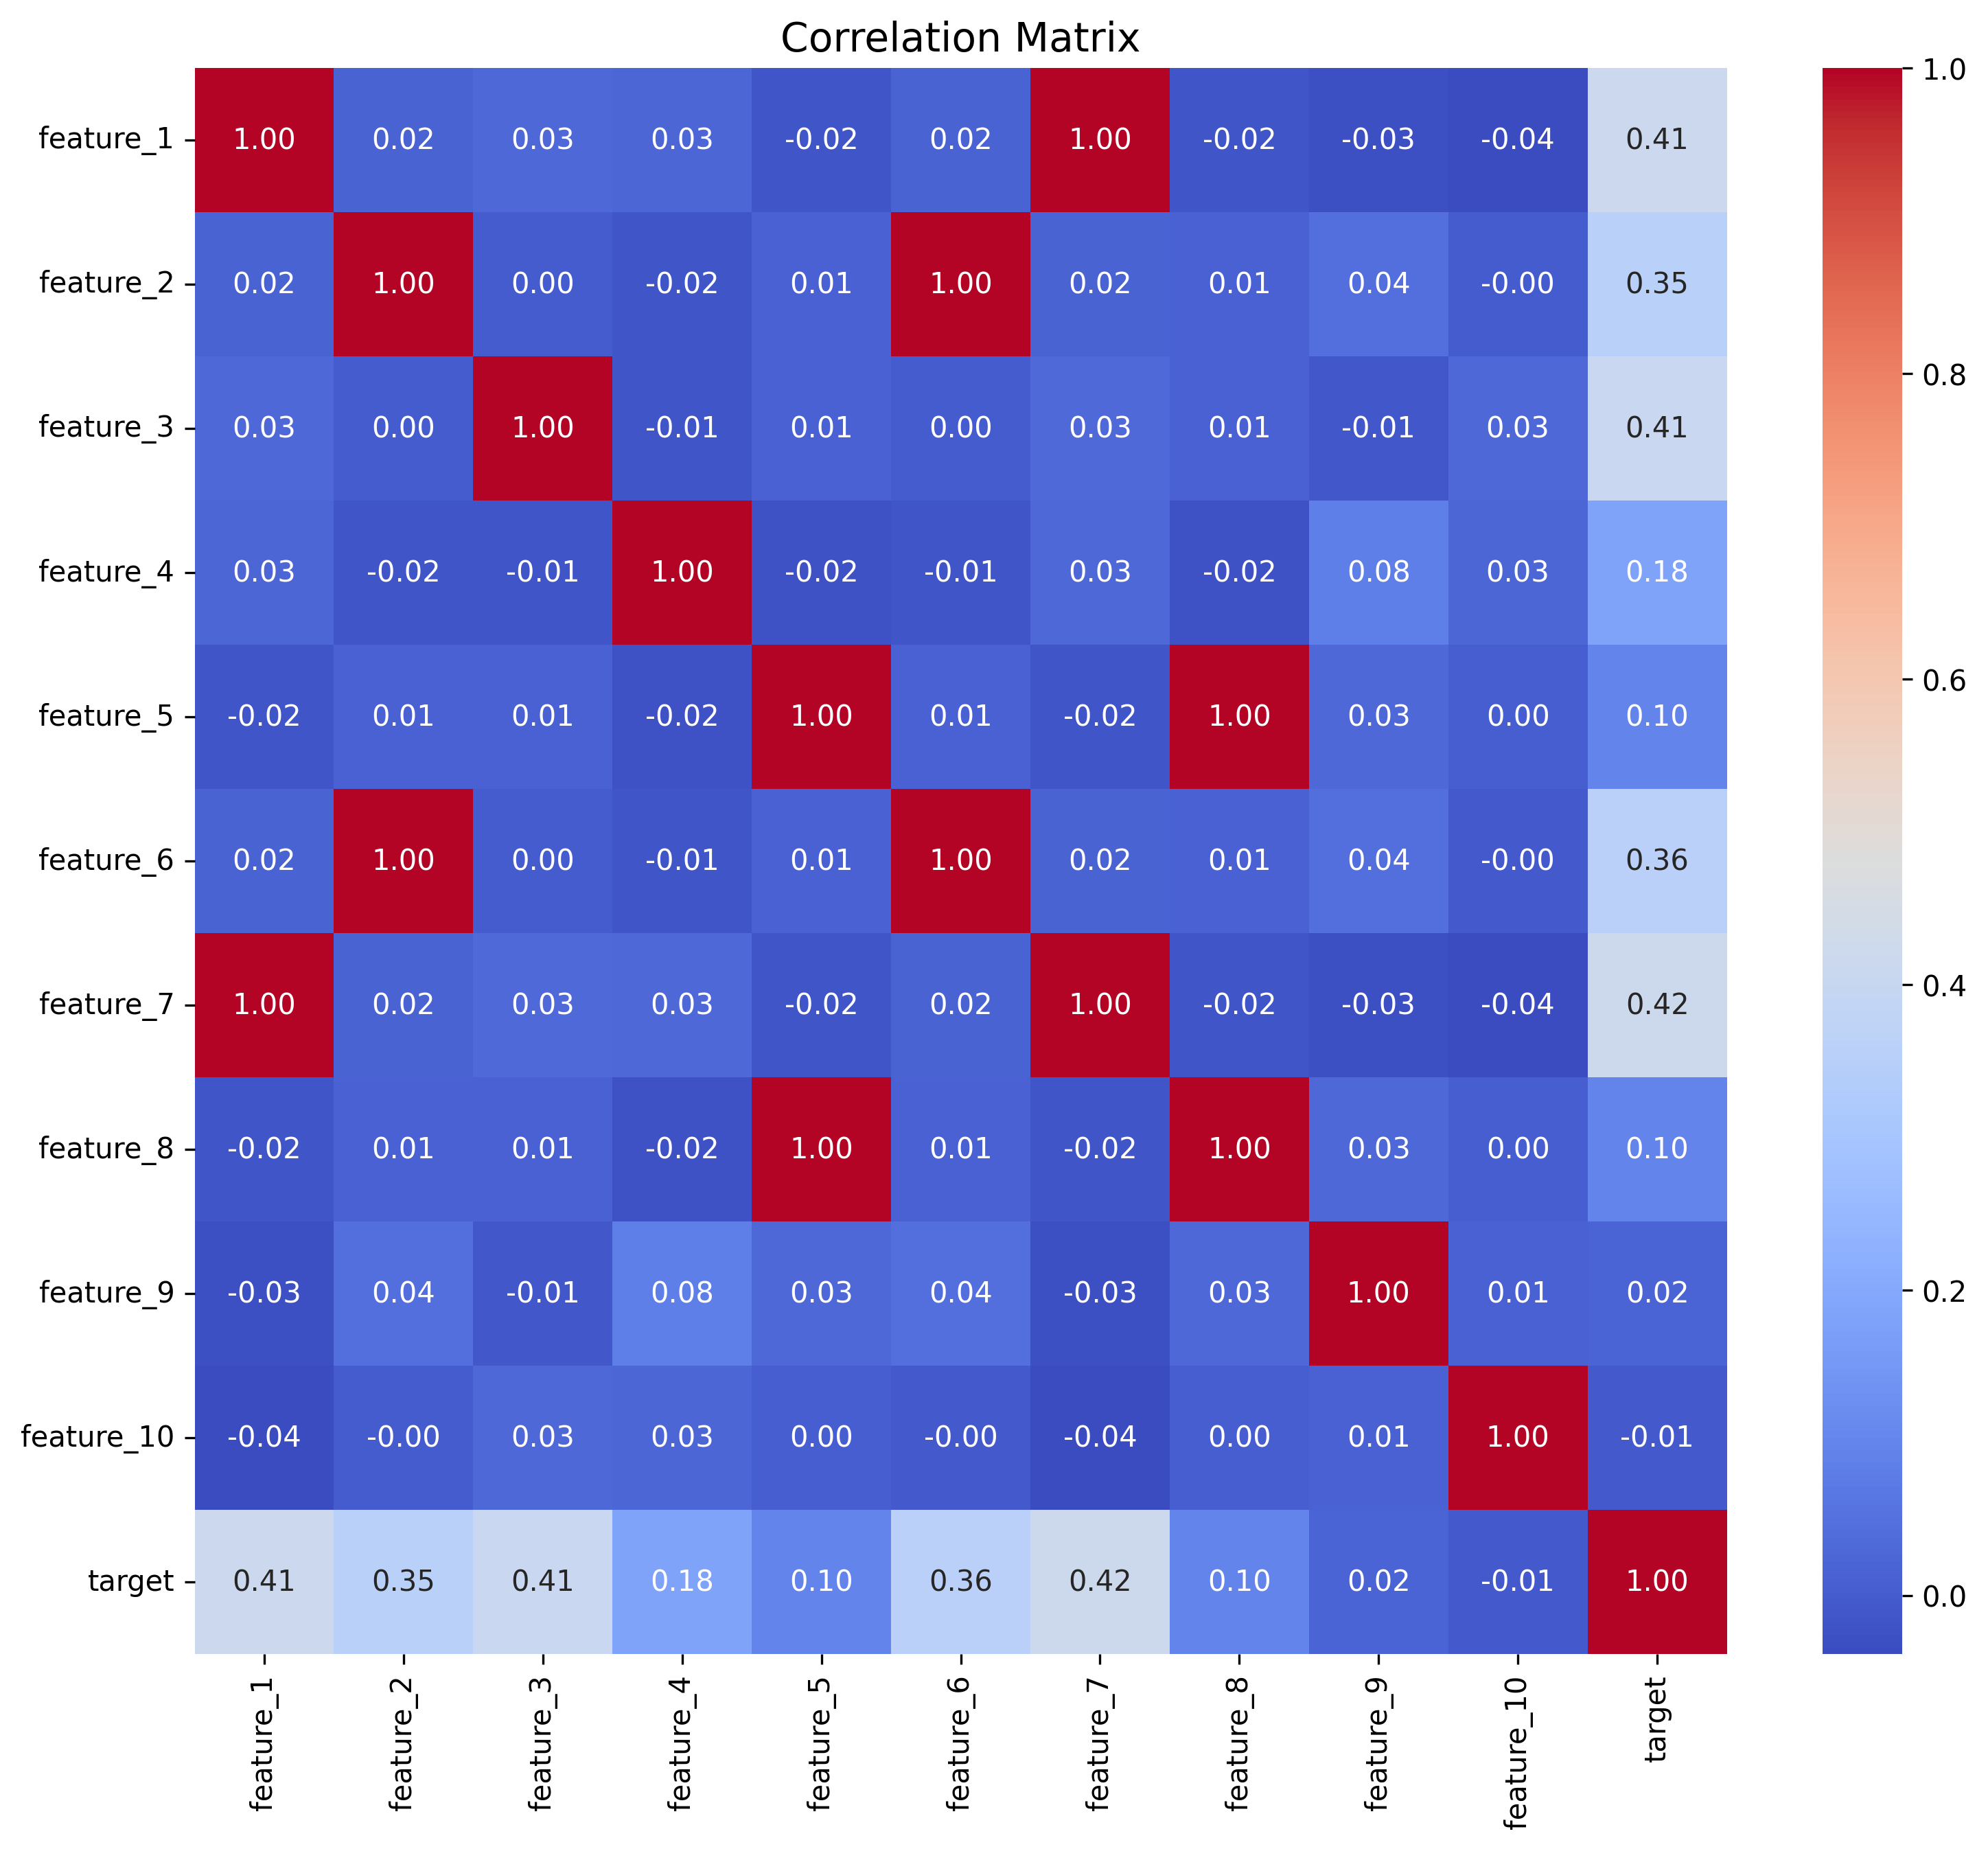 Correlation Matrix
feature_1 1.00 0.02 0.03 0.03 -0.02 0.02 1.00 -0.02 -0.03 -0.04 0.41
feature_2 0.02 1.00 0.00 -0.02 0.01 1.00 0.02 0.01 0.04 -0.00 0.35
feature_3 0.03 0.00 1.00 -0.01 0.01 0.00 0.03 0.01 -0.01 0.03 0.41
feature_4 0.03 -0.02 -0.01 1.00 -0.02 -0.01 0.03 -0.02 0.08 0.03 0.18
feature_5 -0.02 0.01 0.01 -0.02 1.00 0.01 -0.02 1.00 0.03 0.00 0.10
feature_6 0.02 1.00 0.00 -0.01 0.01 1.00 0.02 0.01 0.04 -0.00 0.36
feature_7 1.00 0.02 0.03 0.03 -0.02 0.02 1.00 -0.02 -0.03 -0.04 0.42
feature_8 -0.02 0.01 0.01 -0.02 1.00 0.01 -0.02 1.00 0.03 0.00 0.10
feature_9 -0.03 0.04 -0.01 0.08 0.03 0.04 -0.03 0.03 1.00 0.01 0.02
feature_10 -0.04 -0.00 0.03 0.03 0.00 -0.00 -0.04 0.00 0.01 1.00 -0.01
target 0.41 0.35 0.41 0.18 0.10 0.36 0.42 0.10 0.02 -0.01 1.00
feature_1
feature_2
feature_3
feature_4
feature_5
feature_6
feature_7
feature_8
feature_9
feature_10
target
1.0
0.8
0.6
0.4
0.2
0.0